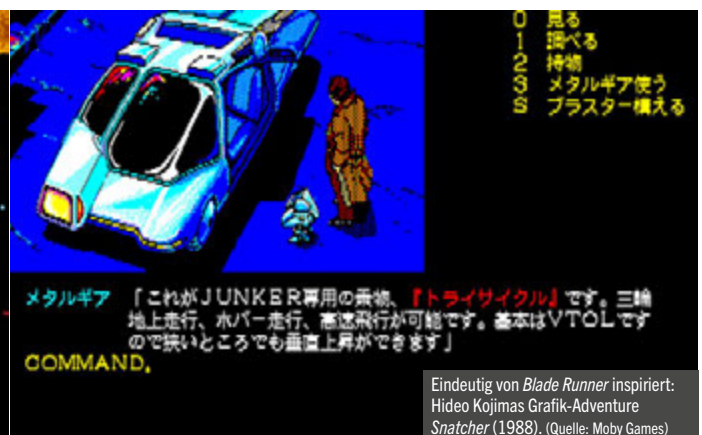 0 見る
1 調べる
2 持物
3 メタルギア使う
S ブラスター構える
メタルギア 「これがJUNKER専用の乗物、『トライサイクル』です。三輪
地上走行、ホバー走行、高速飛行が可能です。基本はVTOLです
ので狭いところでも垂直上昇ができます」
COMMAND.
Eindeutig von Blade Runner inspiriert:
Hideo Kojimas Grafik-Adventure
Snatcher (1988). (Quelle: Moby Games)